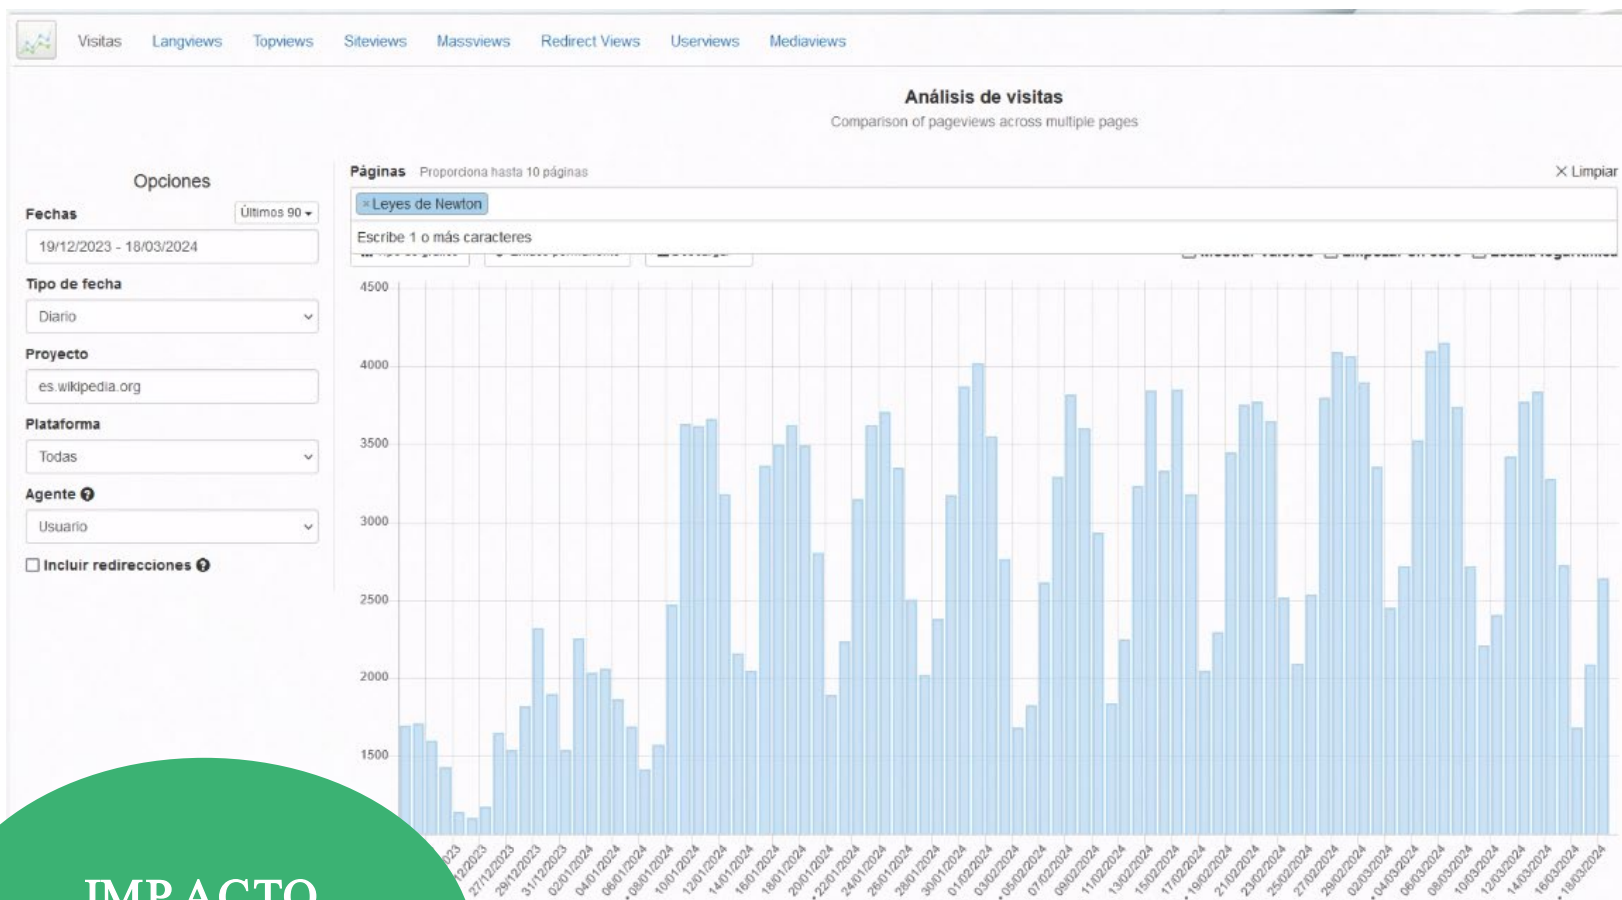 Visitas Langviews Topviews Siteviews Massviews Redirect Views Userviews Mediaviews
Análisis de visitas
Comparison of pageviews across multiple pages
Opciones
Fechas Últimos 90
19/12/2023 - 18/03/2024
Tipo de fecha
Diario
Proyecto
es.wikipedia.org
Plataforma
Todas
Agente
Usuario
Incluir redirecciones
Páginas Proporciona hasta 10 páginas × Limpiar
× Leyes de Newton
Escribe 1 o más caracteres
4500
4000
3500
3000
2500
2000
1500
27/12/2023 29/12/2023 31/12/2023 02/01/2024 04/01/2024 06/01/2024 08/01/2024 10/01/2024 12/01/2024 14/01/2024 16/01/2024 18/01/2024 20/01/2024 22/01/2024 24/01/2024 26/01/2024 28/01/2024 30/01/2024 01/02/2024 03/02/2024 05/02/2024 07/02/2024 09/02/2024 11/02/2024 13/02/2024 15/02/2024 17/02/2024 19/02/2024 21/02/2024 23/02/2024 25/02/2024 27/02/2024 29/02/2024 02/03/2024 04/03/2024 06/03/2024 08/03/2024 10/03/2024 12/03/2024 14/03/2024 16/03/2024 18/03/2024
IMPACTO